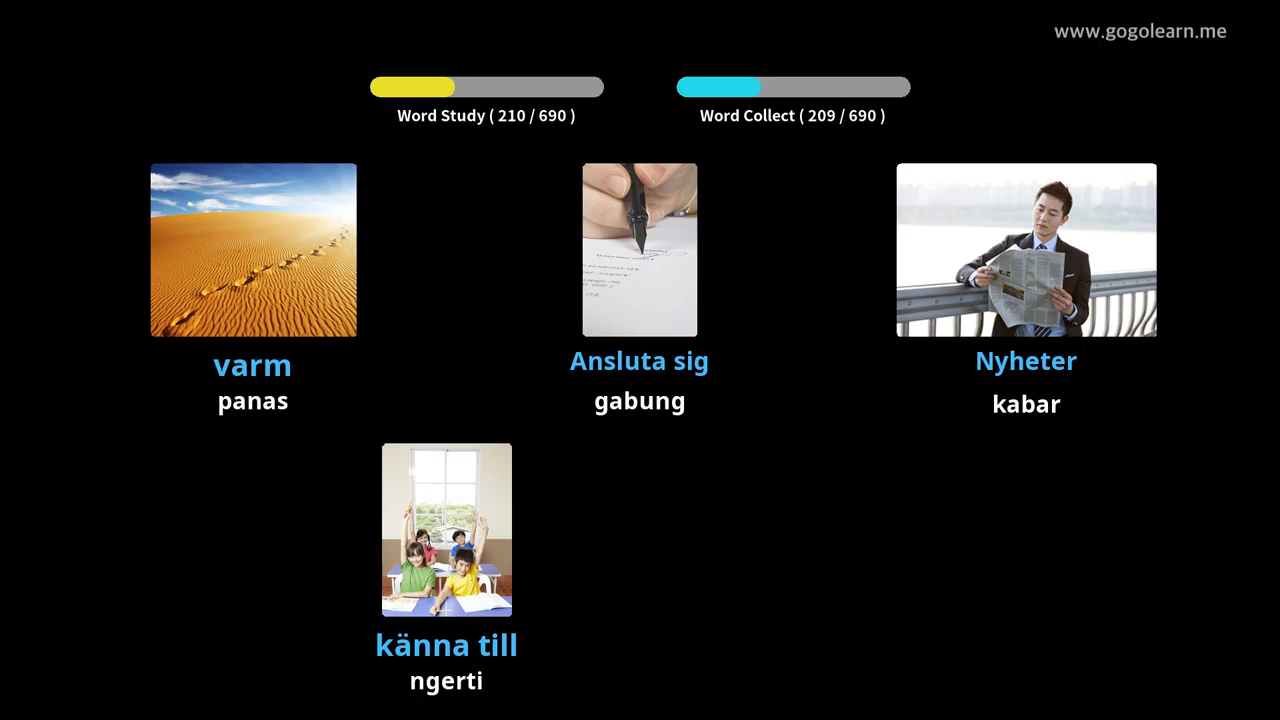 www.gogolearn.me
Word Study ( 210 / 690 )
Word Collect ( 209 / 690 )
varm
panas
Ansluta sig
gabung
Nyheter
kabar
känna till
ngerti